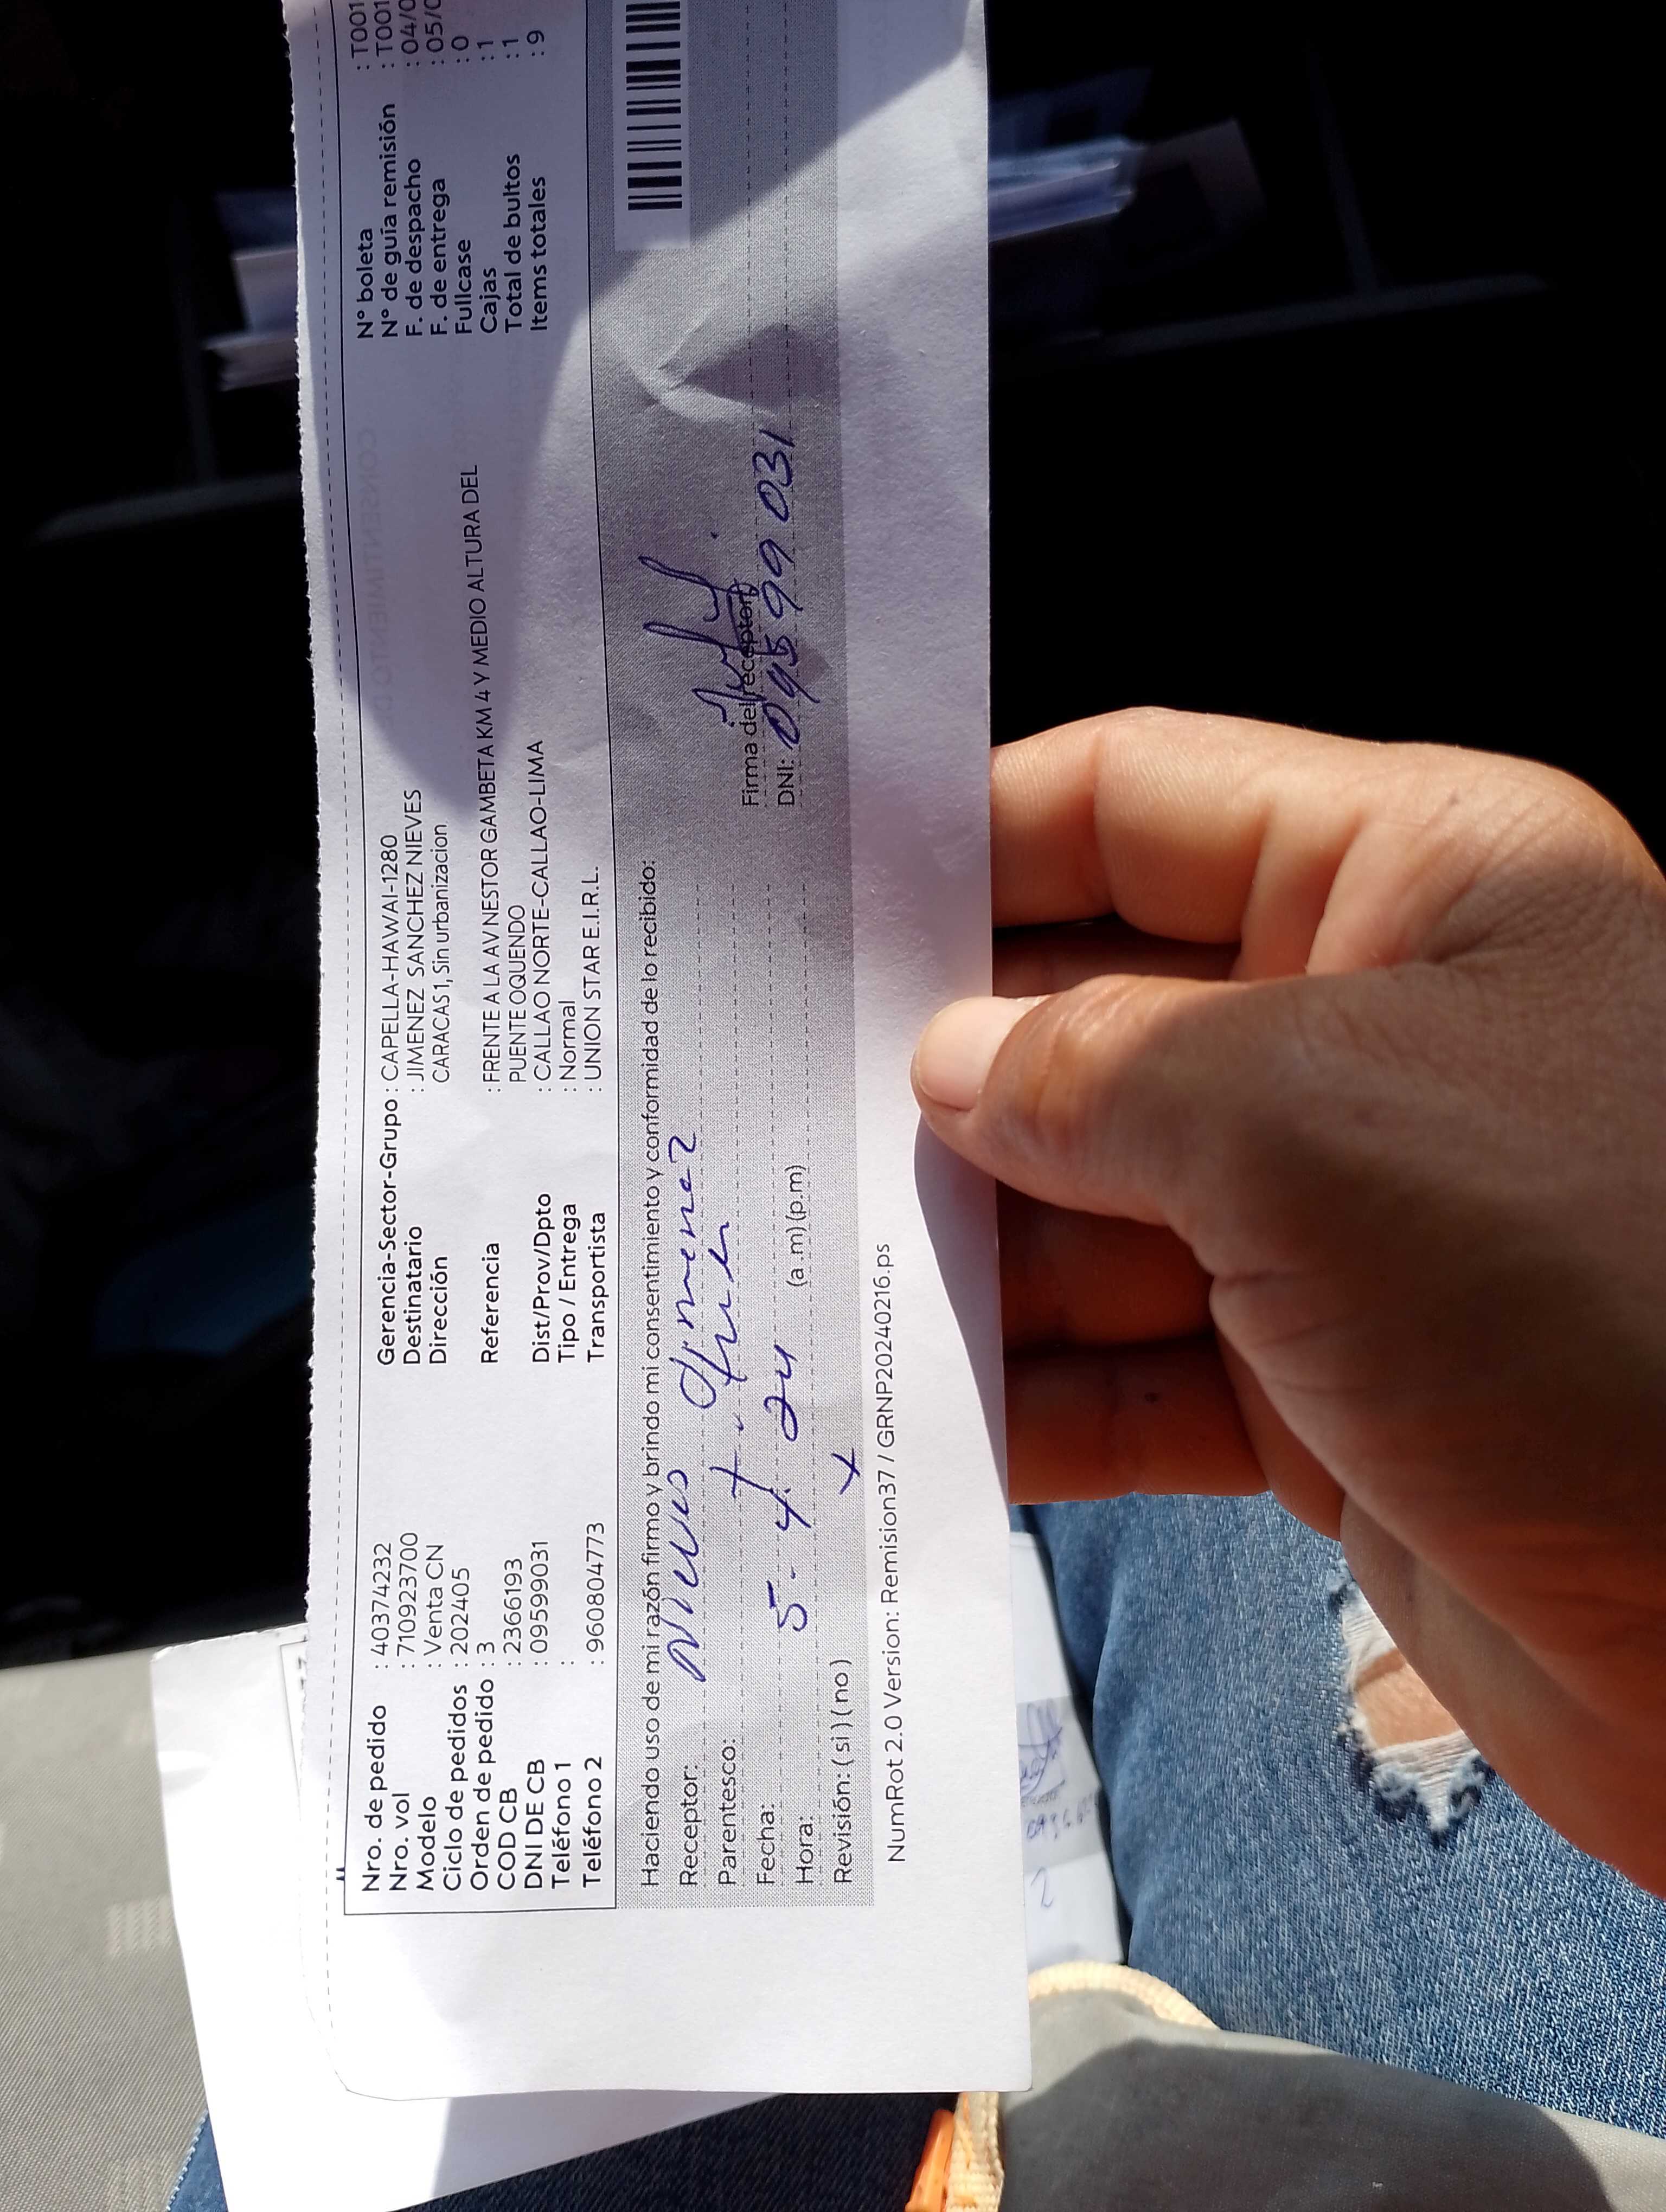 Nro. de pedido : 40374232
Nro. vol : 710923700
Modelo : Venta CN
Ciclo de pedidos : 202405
Orden de pedido : 3
COD CB : 2366193
DNI DE CB : 09599031
Teléfono 1 :
Teléfono 2 : 960804773
Gerencia-Sector-Grupo : CAPELLA-HAWAI-1280
Destinatario : JIMENEZ SANCHEZ NIEVES
Dirección CARACAS 1, Sin urbanizacion
Referencia : FRENTE A LA AV NESTOR GAMBETA KM 4 Y MEDIO ALTURA DEL
PUENTE OQUENDO
Dist/Prov/Dpto : CALLAO NORTE-CALLAO-LIMA
Tipo / Entrega : Normal
Transportista : UNION STAR E.I.R.L.
N° boleta : T001
N° de guía remisión : T001
F. de despacho : 04/0
F. de entrega : 05/0
Fullcase : 0
Cajas : 1
Total de bultos : 1
Items totales : 9
Haciendo uso de mi razón firmo y brindo mi consentimiento y conformidad de lo recibido:
Receptor: Nieves Jimenez
Parentesco:
Fecha: 5- 4 24
Hora: (a .m) (p.m)
Revisión: ( si ) ( no ) x
Firma del receptor
DNI: 09599031
NumRot 2.0 Version: Remision37 / GRNP20240216.ps